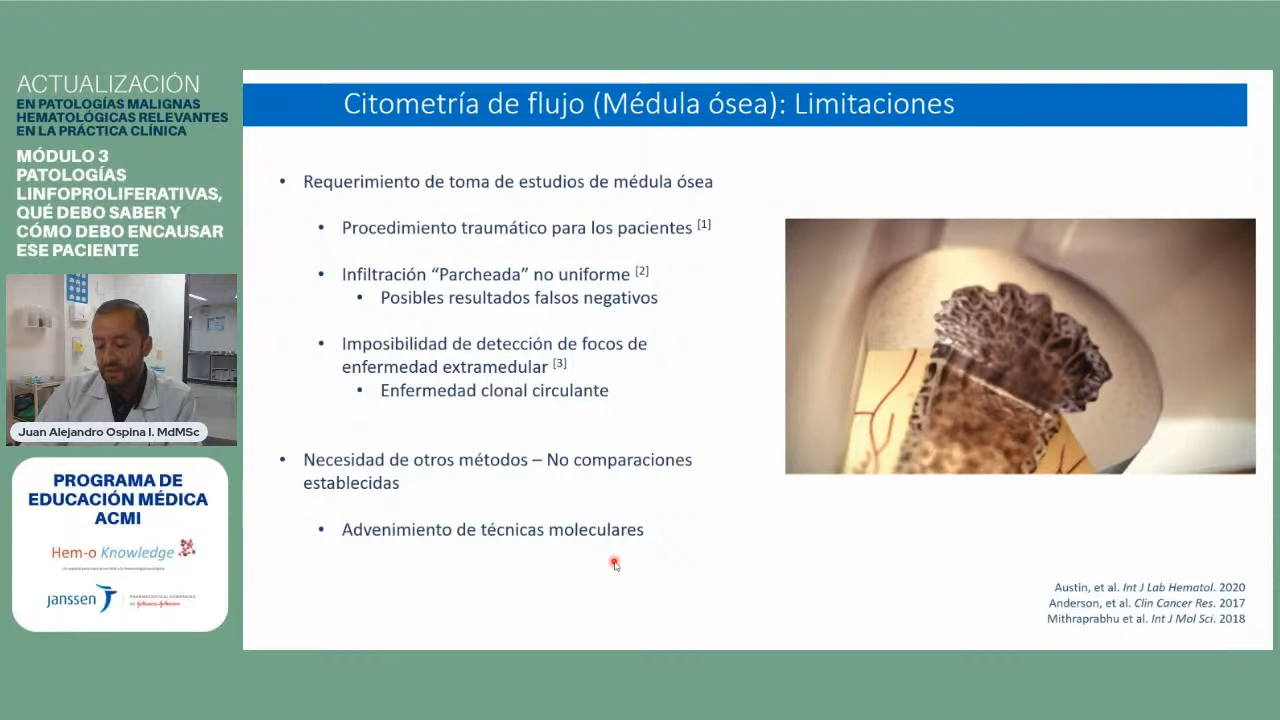 ACTUALIZACIÓN
EN PATOLOGÍAS MALIGNAS
HEMATOLÓGICAS RELEVANTES
EN LA PRÁCTICA CLÍNICA
MÓDULO 3
PATOLOGÍAS
LINFOPROLIFERATIVAS,
QUÉ DEBO SABER Y
CÓMO DEBO ENCAUSAR
ESE PACIENTE
Juan Alejandro Ospina I. MdMSc
PROGRAMA DE
EDUCACIÓN MÉDICA
ACMI
Hem-o Knowledge
janssen
PHARMACEUTICAL COMPANIES
OF Johnson & Johnson
Citometría de flujo (Médula ósea): Limitaciones
• Requerimiento de toma de estudios de médula ósea
• Procedimiento traumático para los pacientes [1]
• Infiltración “Parcheada” no uniforme [2]
• Posibles resultados falsos negativos
• Imposibilidad de detección de focos de
enfermedad extramedular [3]
• Enfermedad clonal circulante
• Necesidad de otros métodos – No comparaciones
establecidas
• Advenimiento de técnicas moleculares
Austin, et al. Int J Lab Hematol. 2020
Anderson, et al. Clin Cancer Res. 2017
Mithraprabhu et al. Int J Mol Sci. 2018